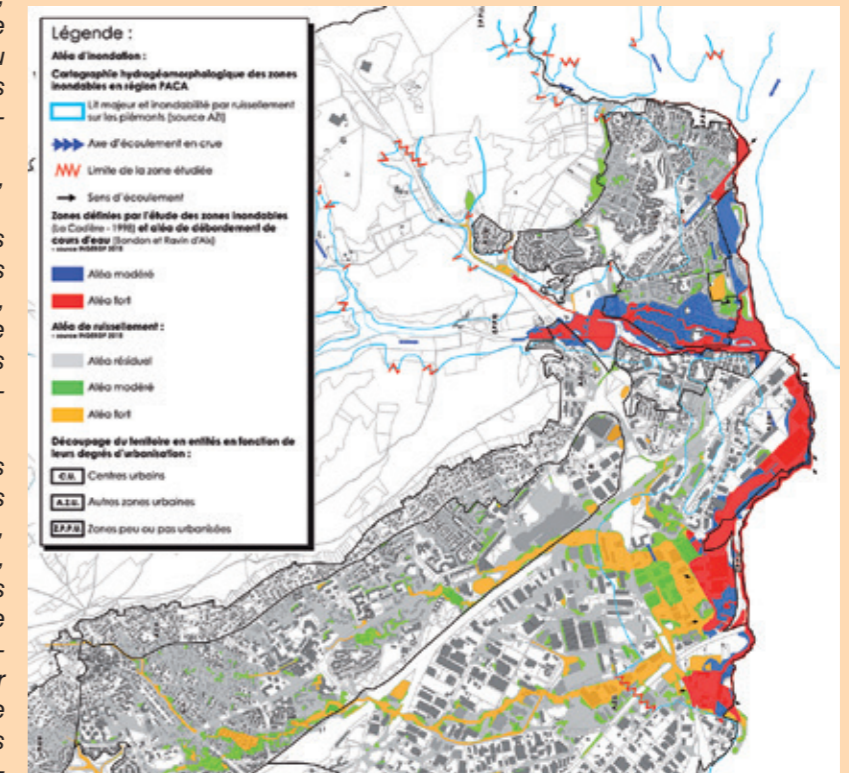 Légende :
Aléa d'inondation :
Cartographie hydrogéomorphologique des zones
inondables en région PACA
Lit majeur et inondabilité par ruissellement
sur les piémonts (source AZI)
Axe d'écoulement en crue
Limite de la zone étudiée
Sens d'écoulement
Zones définies par l'étude des zones inondables
(La Cadière - 1998) et aléa de débordement de
cours d'eau (Bondon et Ravin d'Aix)
Aléa modéré
Aléa fort
Aléa de ruissellement :
Aléa résiduel
Aléa modéré
Aléa fort
Découpage du territoire en entités en fonction de
leurs degrés d'urbanisation :
C.U. Centres urbains
A.Z.U. Autres zones urbaines
Z.P.P.U. Zones peu ou pas urbanisées